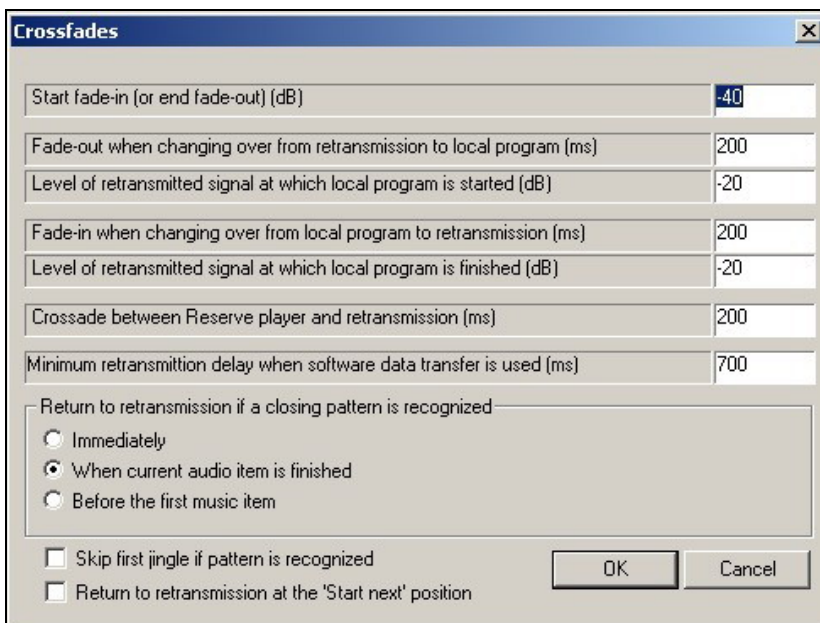 Crossfades
Start fade-in (or end fade-out) (dB) -40
Fade-out when changing over from retransmission to local program (ms) 200
Level of retransmitted signal at which local program is started (dB) -20
Fade-in when changing over from local program to retransmission (ms) 200
Level of retransmitted signal at which local program is finished (dB) -20
Crossade between Reserve player and retransmission (ms) 200
Minimum retransmittion delay when software data transfer is used (ms) 700
Return to retransmission if a closing pattern is recognized
Immediately
When current audio item is finished
Before the first music item
Skip first jingle if pattern is recognized
Return to retransmission at the 'Start next' position
OK Cancel